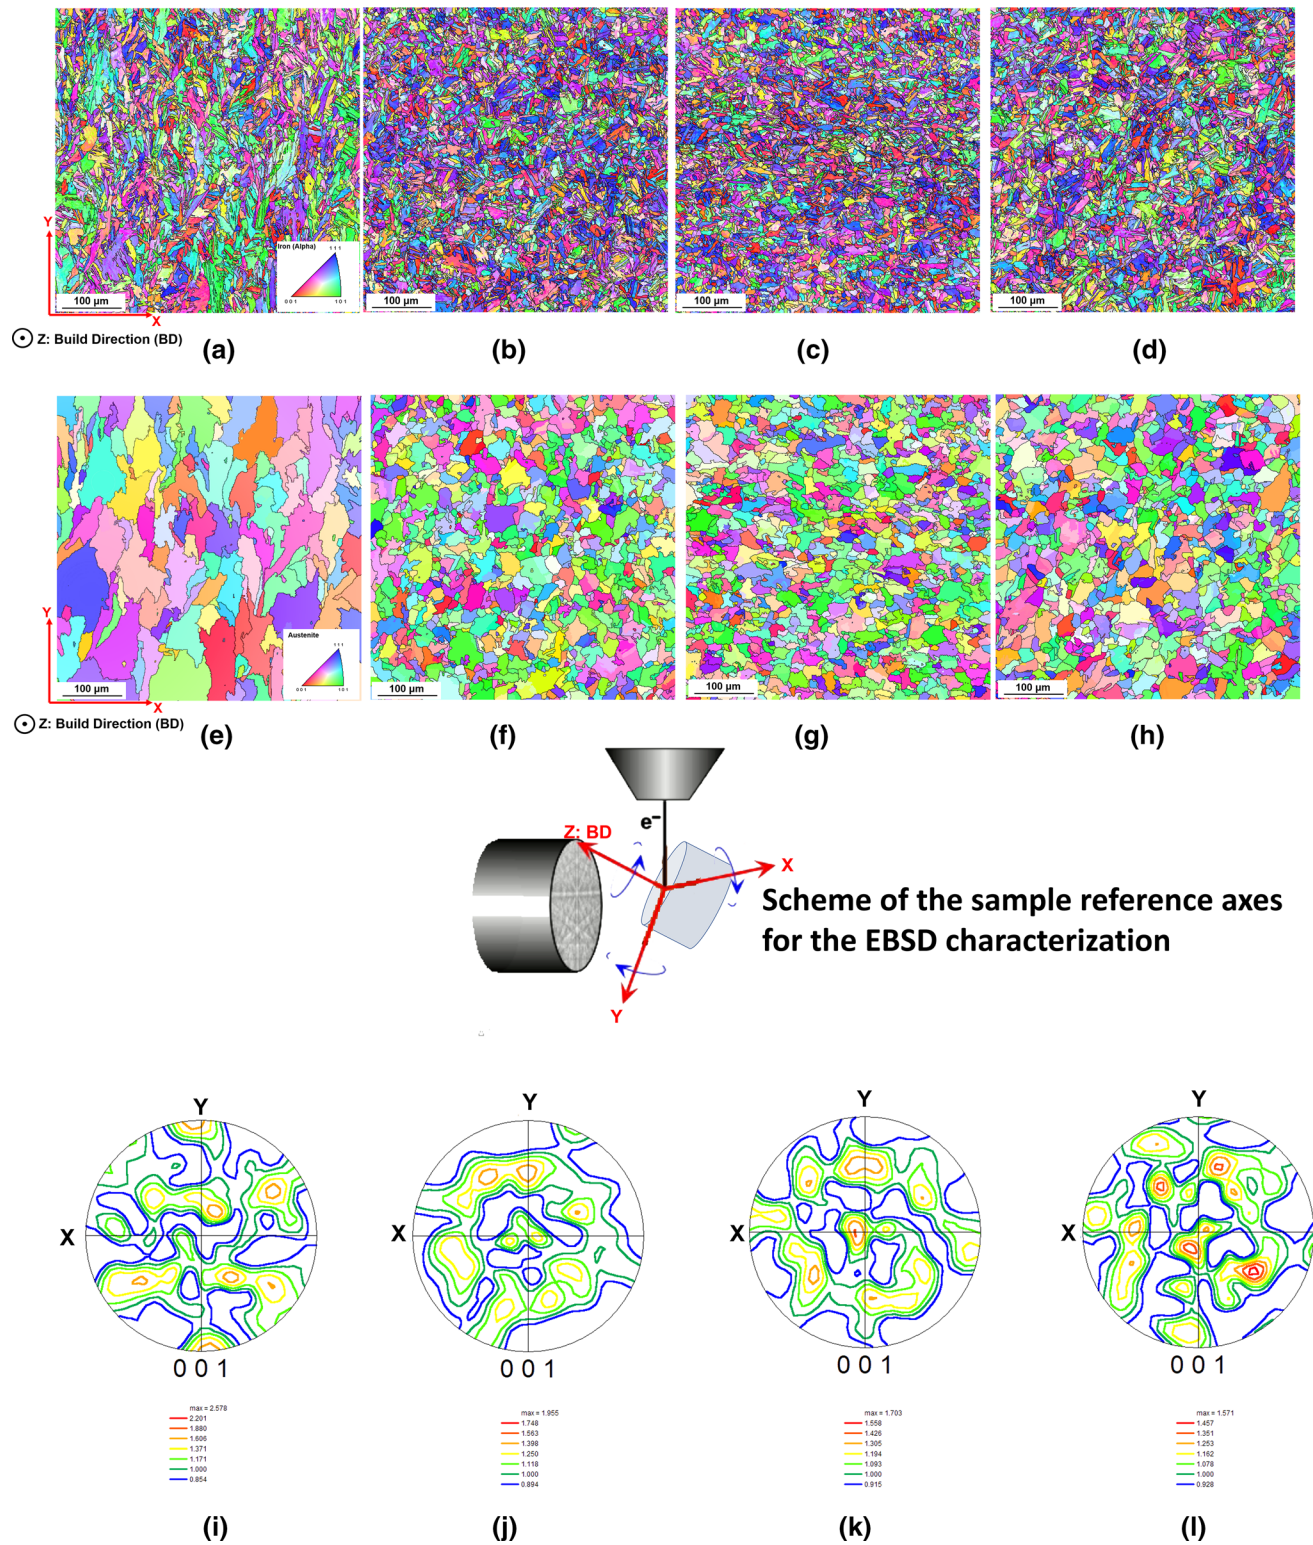 Y
Iron (Alpha)
1 1 1
0 0 1
1 0 1
100 µm
100 µm
100 µm
100 µm
X
Z: Build Direction (BD)
(a)
(b)
(c)
(d)
Y
Austenite
1 1 1
0 0 1
1 0 1
100 µm
100 µm
100 µm
100 µm
X
Z: Build Direction (BD)
(e)
(f)
(g)
(h)
e⁻
Z: BD
X
Y
Scheme of the sample reference axes
for the EBSD characterization
Y
X
0 0 1
max = 2.578
2.201
1.880
1.606
1.371
1.171
1.000
0.854
(i)
Y
X
0 0 1
max = 1.955
1.748
1.563
1.398
1.250
1.118
1.000
0.894
(j)
Y
X
0 0 1
max = 1.703
1.558
1.426
1.305
1.194
1.093
1.000
0.915
(k)
Y
X
0 0 1
max = 1.571
1.457
1.351
1.253
1.162
1.078
1.000
0.928
(l)